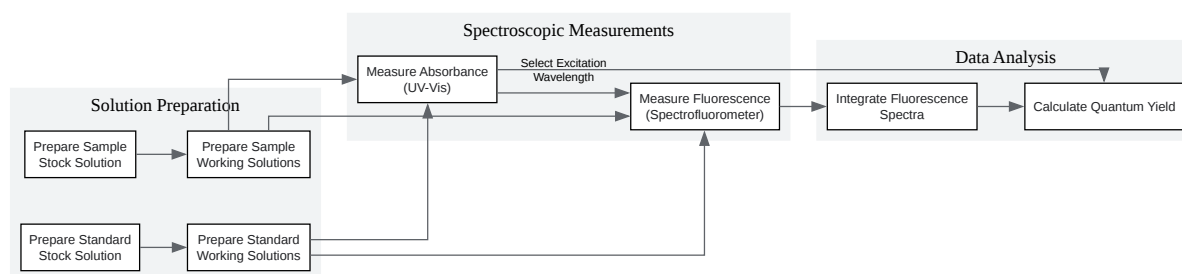 Spectroscopic Measurements
Data Analysis
Solution Preparation
Measure Absorbance
(UV-Vis)
Select Excitation
Wavelength
Measure Fluorescence
(Spectrofluorometer)
Integrate Fluorescence
Spectra
Calculate Quantum Yield
Prepare Sample
Stock Solution
Prepare Sample
Working Solutions
Prepare Standard
Stock Solution
Prepare Standard
Working Solutions